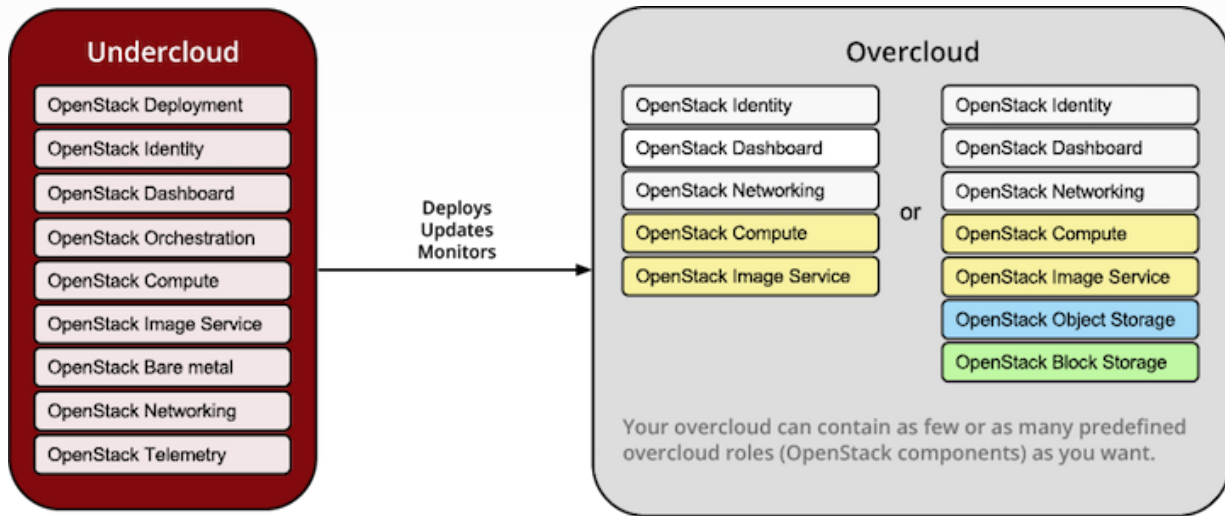 Undercloud
OpenStack Deployment
OpenStack Identity
OpenStack Dashboard
OpenStack Orchestration
OpenStack Compute
OpenStack Image Service
OpenStack Bare metal
OpenStack Networking
OpenStack Telemetry
Deploys
Updates
Monitors
Overcloud
OpenStack Identity
OpenStack Dashboard
OpenStack Networking
OpenStack Compute
OpenStack Image Service
or
OpenStack Identity
OpenStack Dashboard
OpenStack Networking
OpenStack Compute
OpenStack Image Service
OpenStack Object Storage
OpenStack Block Storage
Your overcloud can contain as few or as many predefined
overcloud roles (OpenStack components) as you want.